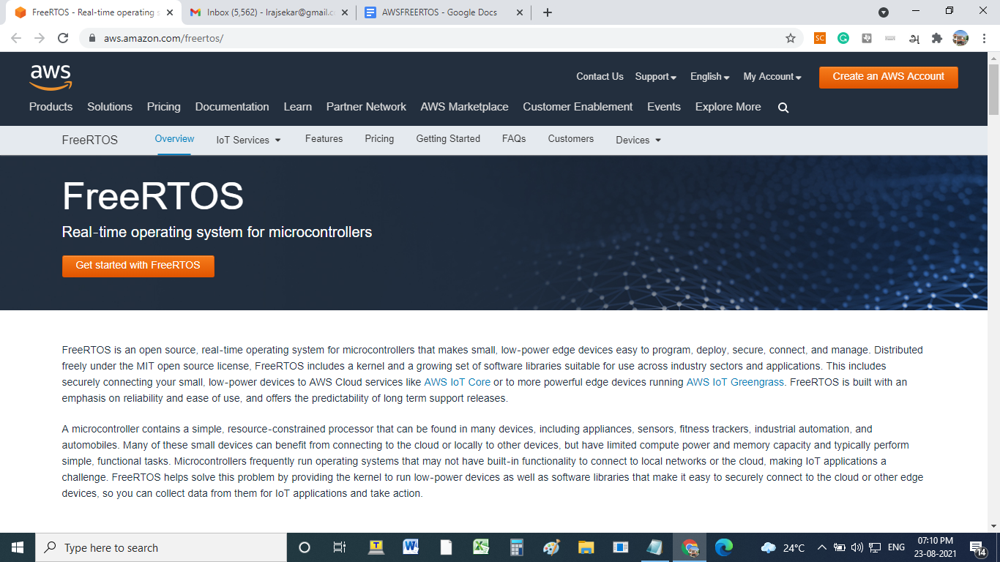 FreeRTOS - Real-time operating s
Inbox (5,562) - lrajsekar@gmail.c
AWSFREERTOS - Google Docs
aws.amazon.com/freertos/
SC
அ
aws
Contact Us Support English My Account Create an AWS Account
Products Solutions Pricing Documentation Learn Partner Network AWS Marketplace Customer Enablement Events Explore More
FreeRTOS Overview IoT Services Features Pricing Getting Started FAQs Customers Devices
FreeRTOS
Real-time operating system for microcontrollers
Get started with FreeRTOS
FreeRTOS is an open source, real-time operating system for microcontrollers that makes small, low-power edge devices easy to program, deploy, secure, connect, and manage. Distributed
freely under the MIT open source license, FreeRTOS includes a kernel and a growing set of software libraries suitable for use across industry sectors and applications. This includes
securely connecting your small, low-power devices to AWS Cloud services like AWS IoT Core or to more powerful edge devices running AWS IoT Greengrass. FreeRTOS is built with an
emphasis on reliability and ease of use, and offers the predictability of long term support releases.
A microcontroller contains a simple, resource-constrained processor that can be found in many devices, including appliances, sensors, fitness trackers, industrial automation, and
automobiles. Many of these small devices can benefit from connecting to the cloud or locally to other devices, but have limited compute power and memory capacity and typically perform
simple, functional tasks. Microcontrollers frequently run operating systems that may not have built-in functionality to connect to local networks or the cloud, making IoT applications a
challenge. FreeRTOS helps solve this problem by providing the kernel to run low-power devices as well as software libraries that make it easy to securely connect to the cloud or other edge
devices, so you can collect data from them for IoT applications and take action.
Type here to search
24°C
ENG
07:10 PM
23-08-2021
14